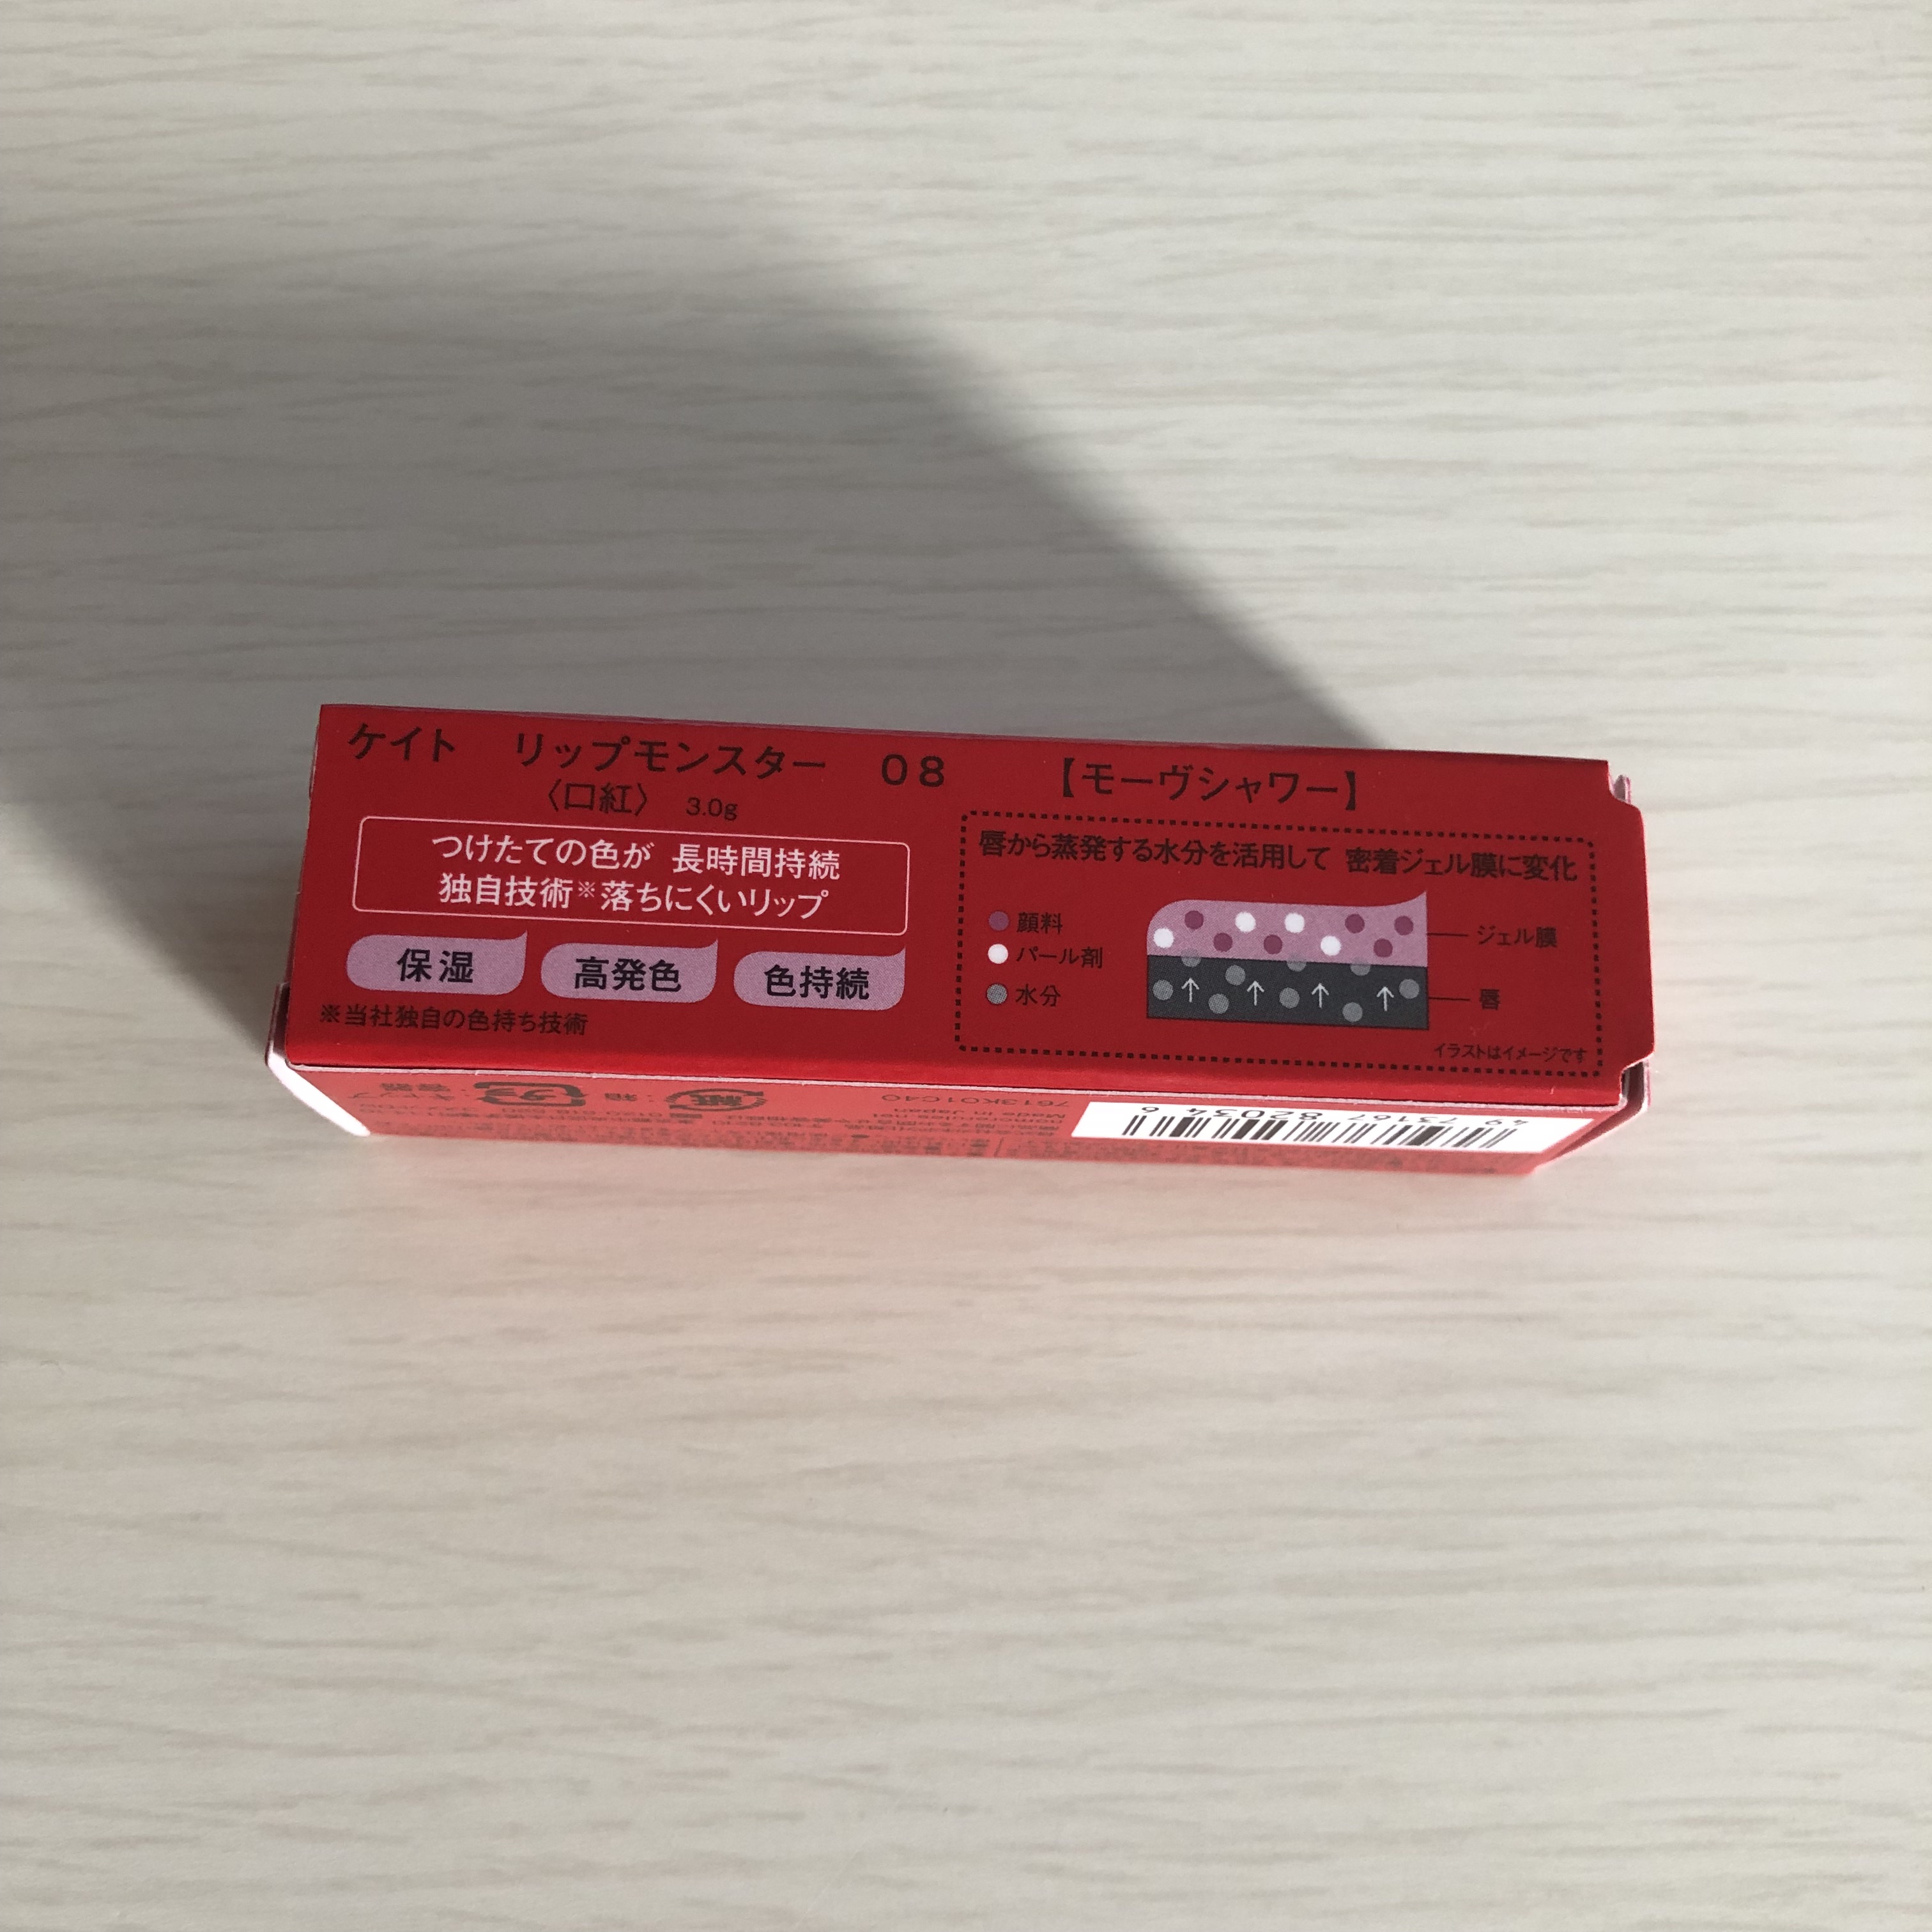 ケイト　リップモンスター　08　【モーヴシャワー】
〈口紅〉 3.0g
つけたての色が 長時間持続
独自技術※落ちにくいリップ
保湿
高発色
色持続
※当社独自の色持ち技術
唇から蒸発する水分を活用して 密着ジェル膜に変化
顔料
パール剤
水分
ジェル膜
唇
イラストはイメージです
7613K01C40
Made in Japan